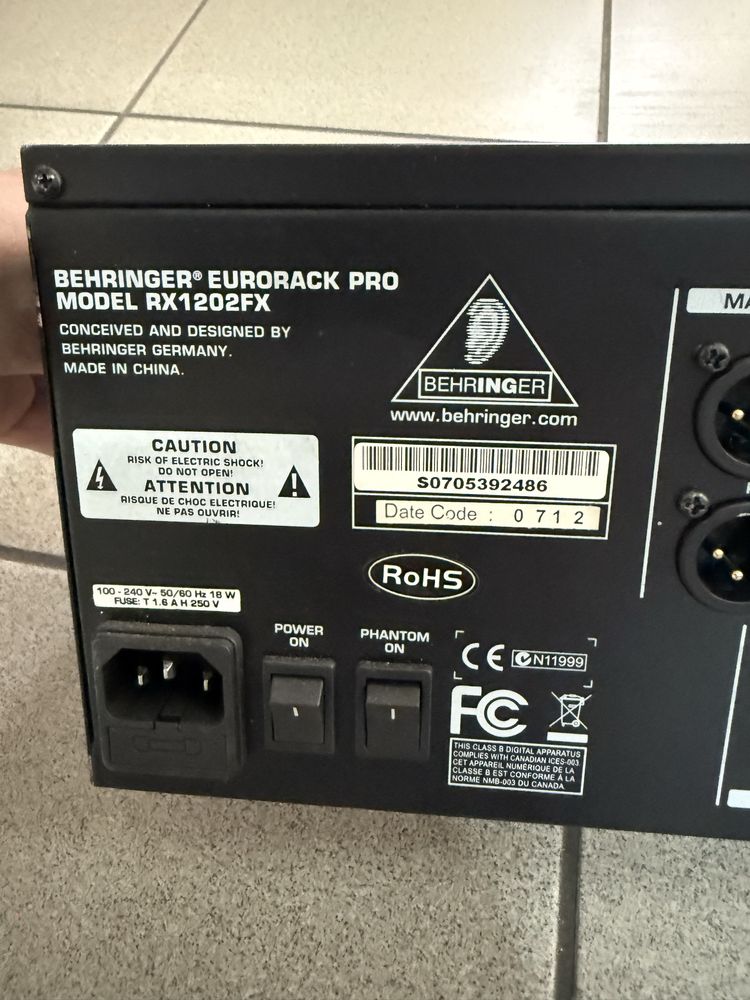 BEHRINGER® EURORACK PRO
MODEL RX1202FX
CONCEIVED AND DESIGNED BY
BEHRINGER GERMANY.
MADE IN CHINA.
BEHRINGER
www.behringer.com
CAUTION
RISK OF ELECTRIC SHOCK!
DO NOT OPEN!
ATTENTION
RISQUE DE CHOC ELECTRIQUE!
NE PAS OUVRIR!
S0705392486
Date Code : 0 7 1 2
RoHS
100 - 240 V~ 50/60 Hz 18 W
FUSE: T 1.6 A H 250 V
POWER
ON
PHANTOM
ON
CE
N11999
FC
THIS CLASS B DIGITAL APPARATUS
COMPLIES WITH CANADIAN ICES-003
CET APPAREIL NUMÉRIQUE DE LA
CLASSE B EST CONFORME À LA
NORME NMB-003 DU CANADA.